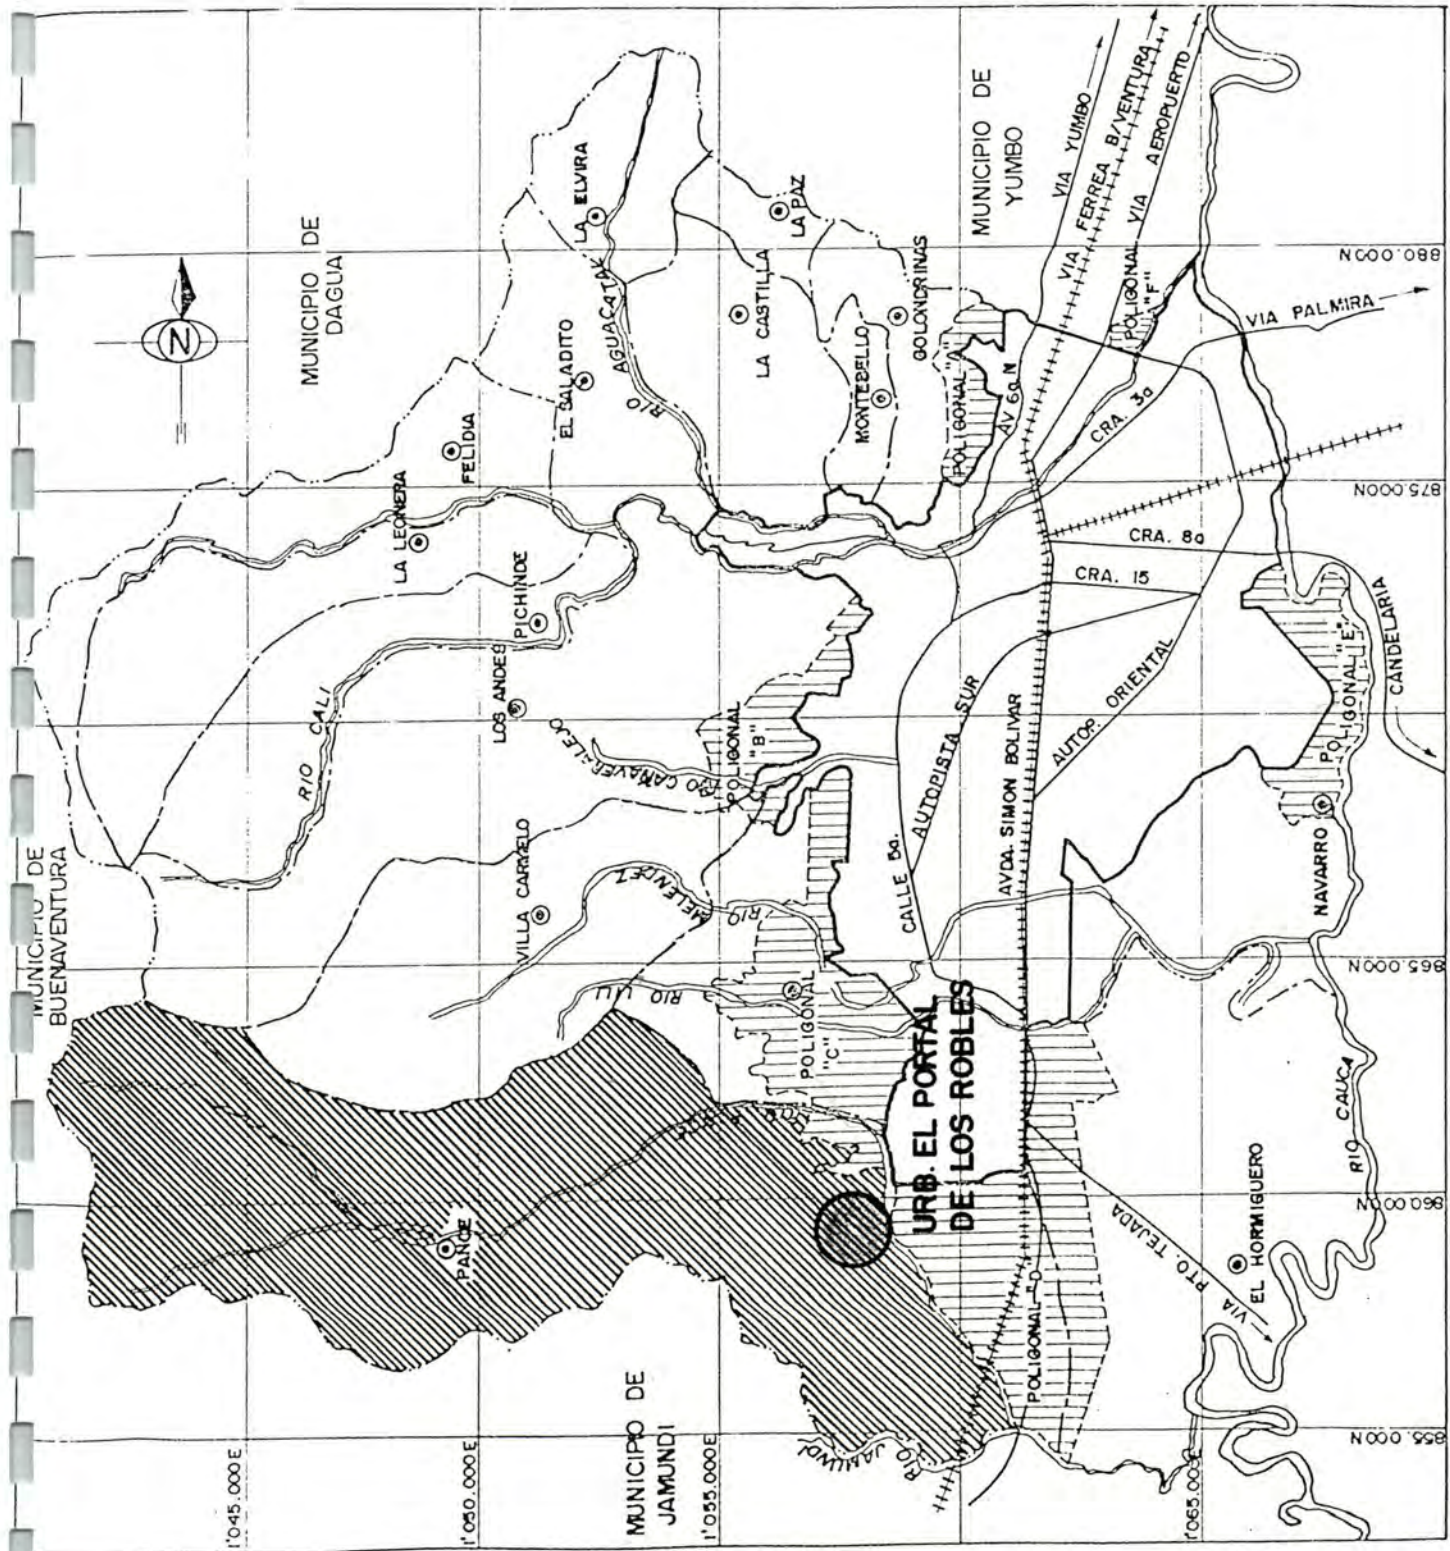 MUNICIPIO DE
DAGUA
N
MUNICIPIO DE
YUMBO
MUNICIPIO DE
BUENAVENTURA
MUNICIPIO DE
JAMUNDI
LA ELVIRA
LA PAZ
LA CASTILLA
GOLONDRINAS
MONTEBELLO
EL SALADITO
FELIDIA
LA LEONERA
PICHINDE
LOS ANDES
VILLA CARMELO
PANCE
NAVARRO
EL HORMIGUERO
RIO AGUACATAL
RIO CALI
RIO CAÑAVERALEJO
RIO MELENDEZ
RIO LILI
RIO JAMUNDI
RIO CAUCA
POLIGONAL "A"
POLIGONAL
"B"
POLIGONAL
"C"
POLIGONAL "D"
POLIGONAL "E"
POLIGONAL
"F"
VIA YUMBO
VIA FERREA B/VENTURA
VIA AEROPUERTO
VIA PALMIRA
AV 6a N
CRA. 3a
CRA. 8a
CRA. 15
CANDELARIA
CALLE 5a.
AUTOPISTA SUR
AVDA. SIMON BOLIVAR
AUTOP. ORIENTAL
VIA PTO. TEJADA
URB. EL PORTAL
DE LOS ROBLES
880.000N
875.000N
865.000N
860.000N
855.000N
1'045.000E
1'050.000E
1'055.000E
1'065.000E